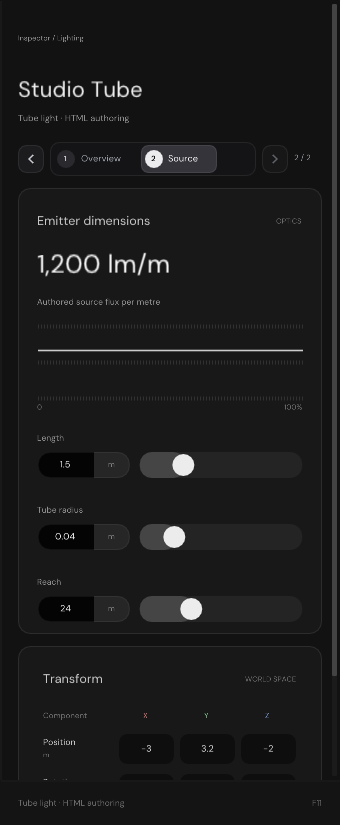 Inspector / Lighting
Studio Tube
Tube light · HTML authoring
1 Overview 2 Source 2 / 2
Emitter dimensions OPTICS
1,200 lm/m
Authored source flux per metre
0 100%
Length
1.5 m
Tube radius
0.04 m
Reach
24 m
Transform WORLD SPACE
Component X Y Z
Position
m
-3 3.2 -2
Tube light · HTML authoring F11